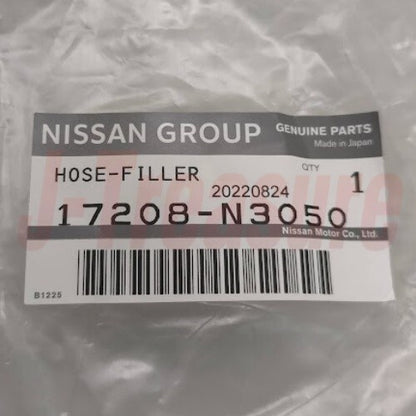 NISSAN GROUP GENUINE PARTS
Made in Japan
HOSE-FILLER QTY 1
20220824
17208-N3050
Nissan Motor Co., Ltd.
B1225
J-Treasure